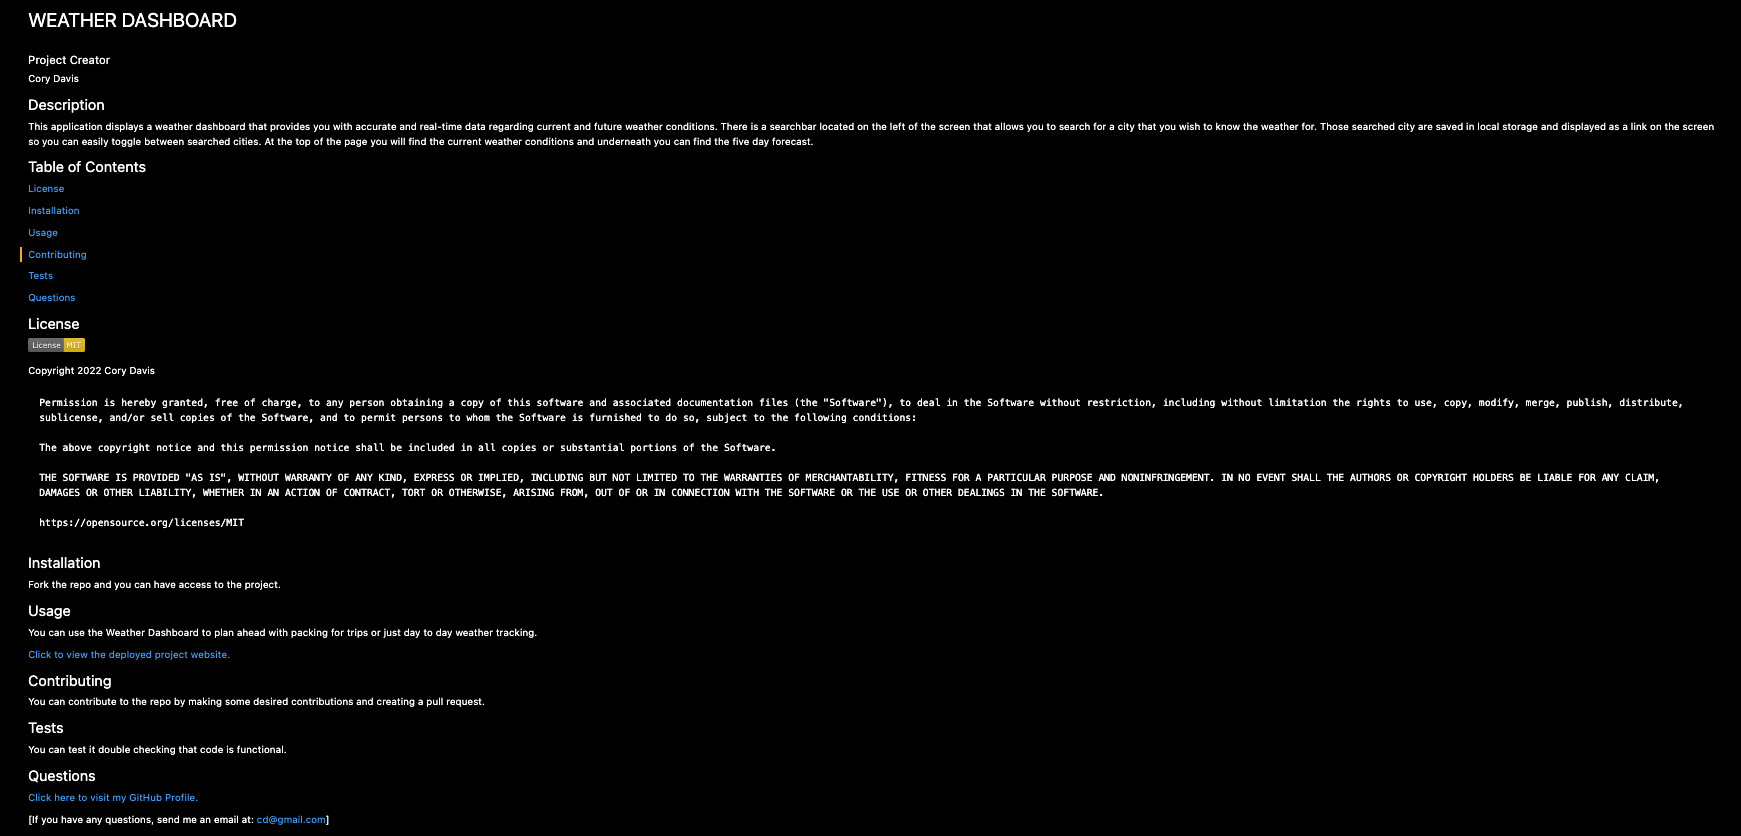 WEATHER DASHBOARD
Project Creator
Cory Davis
Description
This application displays a weather dashboard that provides you with accurate and real-time data regarding current and future weather conditions. There is a searchbar located on the left of the screen that allows you to search for a city that you wish to know the weather for. Those searched city are saved in local storage and displayed as a link on the screen
so you can easily toggle between searched cities. At the top of the page you will find the current weather conditions and underneath you can find the five day forecast.
Table of Contents
License
Installation
Usage
Contributing
Tests
Questions
License
License MIT
Copyright 2022 Cory Davis
Permission is hereby granted, free of charge, to any person obtaining a copy of this software and associated documentation files (the "Software"), to deal in the Software without restriction, including without limitation the rights to use, copy, modify, merge, publish, distribute,
sublicense, and/or sell copies of the Software, and to permit persons to whom the Software is furnished to do so, subject to the following conditions:
The above copyright notice and this permission notice shall be included in all copies or substantial portions of the Software.
THE SOFTWARE IS PROVIDED "AS IS", WITHOUT WARRANTY OF ANY KIND, EXPRESS OR IMPLIED, INCLUDING BUT NOT LIMITED TO THE WARRANTIES OF MERCHANTABILITY, FITNESS FOR A PARTICULAR PURPOSE AND NONINFRINGEMENT. IN NO EVENT SHALL THE AUTHORS OR COPYRIGHT HOLDERS BE LIABLE FOR ANY CLAIM,
DAMAGES OR OTHER LIABILITY, WHETHER IN AN ACTION OF CONTRACT, TORT OR OTHERWISE, ARISING FROM, OUT OF OR IN CONNECTION WITH THE SOFTWARE OR THE USE OR OTHER DEALINGS IN THE SOFTWARE.
https://opensource.org/licenses/MIT
Installation
Fork the repo and you can have access to the project.
Usage
You can use the Weather Dashboard to plan ahead with packing for trips or just day to day weather tracking.
Click to view the deployed project website.
Contributing
You can contribute to the repo by making some desired contributions and creating a pull request.
Tests
You can test it double checking that code is functional.
Questions
Click here to visit my GitHub Profile.
[If you have any questions, send me an email at: cd@gmail.com]